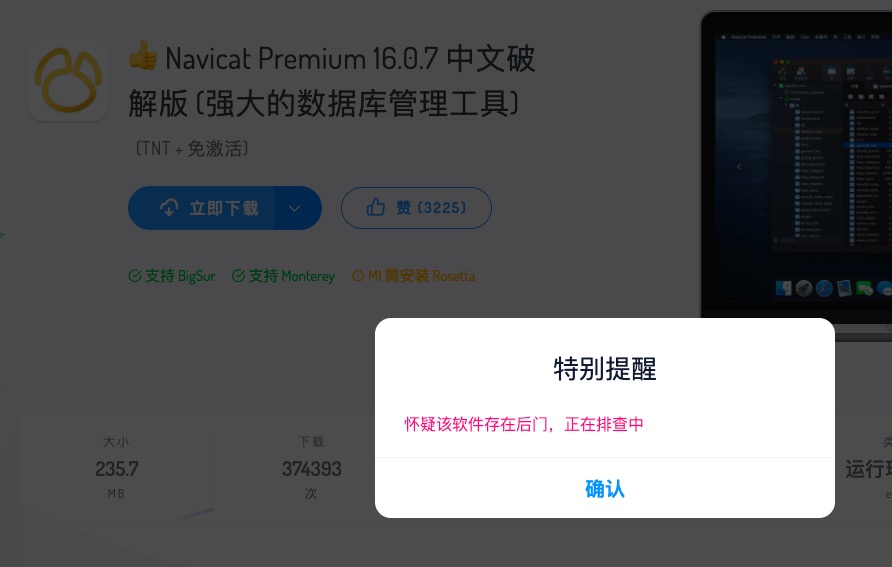 Navicat Premium 16.0.7 中文破
解版 (强大的数据库管理工具)
(TNT + 免激活)
立即下载
赞 (3225)
支持 BigSur
支持 Monterey
M1 需安装 Rosetta
特别提醒
怀疑该软件存在后门，正在排查中
确认
大小
235.7
MB
下载
374393
次
运行